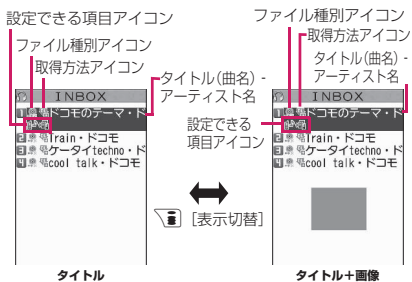 設定できる項目アイコン
ファイル種別アイコン
取得方法アイコン
タイトル(曲名)-
アーティスト名
INBOX
1 ドコモのテーマ・ド
2 Train・ドコモ
3 ケータイtechno・ド
4 cool talk・ドコモ
タイトル
[表示切替]
ファイル種別アイコン
取得方法アイコン
タイトル(曲名)-
アーティスト名
設定できる
項目アイコン
INBOX
1 ドコモのテーマ・ド
2 Train・ドコモ
3 ケータイtechno・ド
4 cool talk・ドコモ
タイトル+画像